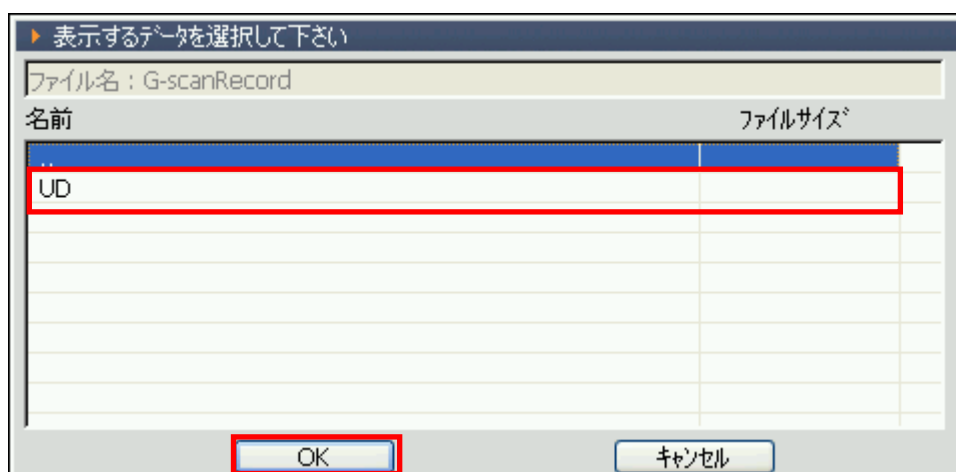 表示するﾃﾞｰﾀを選択して下さい
ﾌｧｲﾙ名：G-scanRecord
名前 ﾌｧｲﾙｻｲｽﾞ
..
UD
OK ｷｬﾝｾﾙ